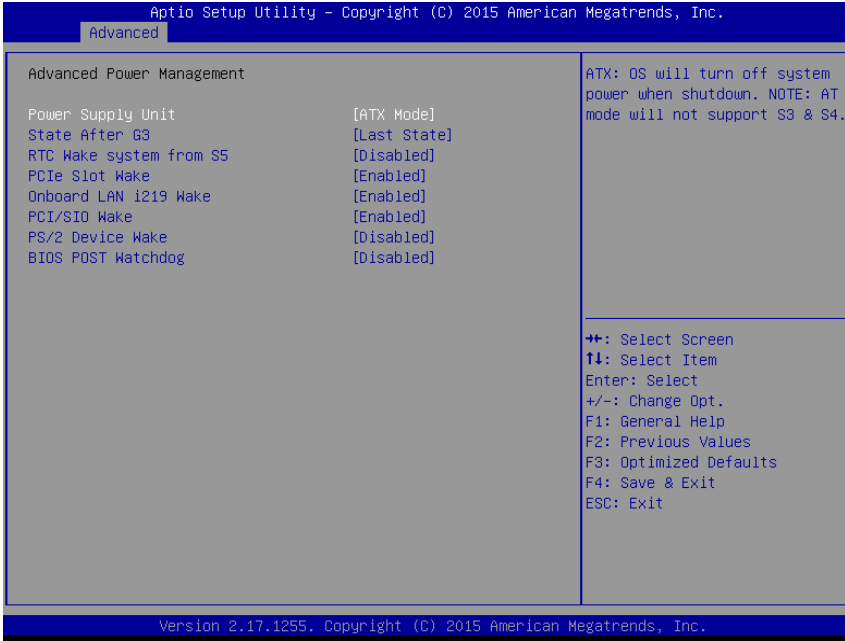 Aptio Setup Utility – Copyright (C) 2015 American Megatrends, Inc.
Advanced
Advanced Power Management
Power Supply Unit [ATX Mode]
State After G3 [Last State]
RTC Wake system from S5 [Disabled]
PCIe Slot Wake [Enabled]
Onboard LAN i219 Wake [Enabled]
PCI/SIO Wake [Enabled]
PS/2 Device Wake [Disabled]
BIOS POST Watchdog [Disabled]
ATX: OS will turn off system
power when shutdown. NOTE: AT
mode will not support S3 & S4.
→←: Select Screen
↑↓: Select Item
Enter: Select
+/-: Change Opt.
F1: General Help
F2: Previous Values
F3: Optimized Defaults
F4: Save & Exit
ESC: Exit
Version 2.17.1255. Copyright (C) 2015 American Megatrends, Inc.